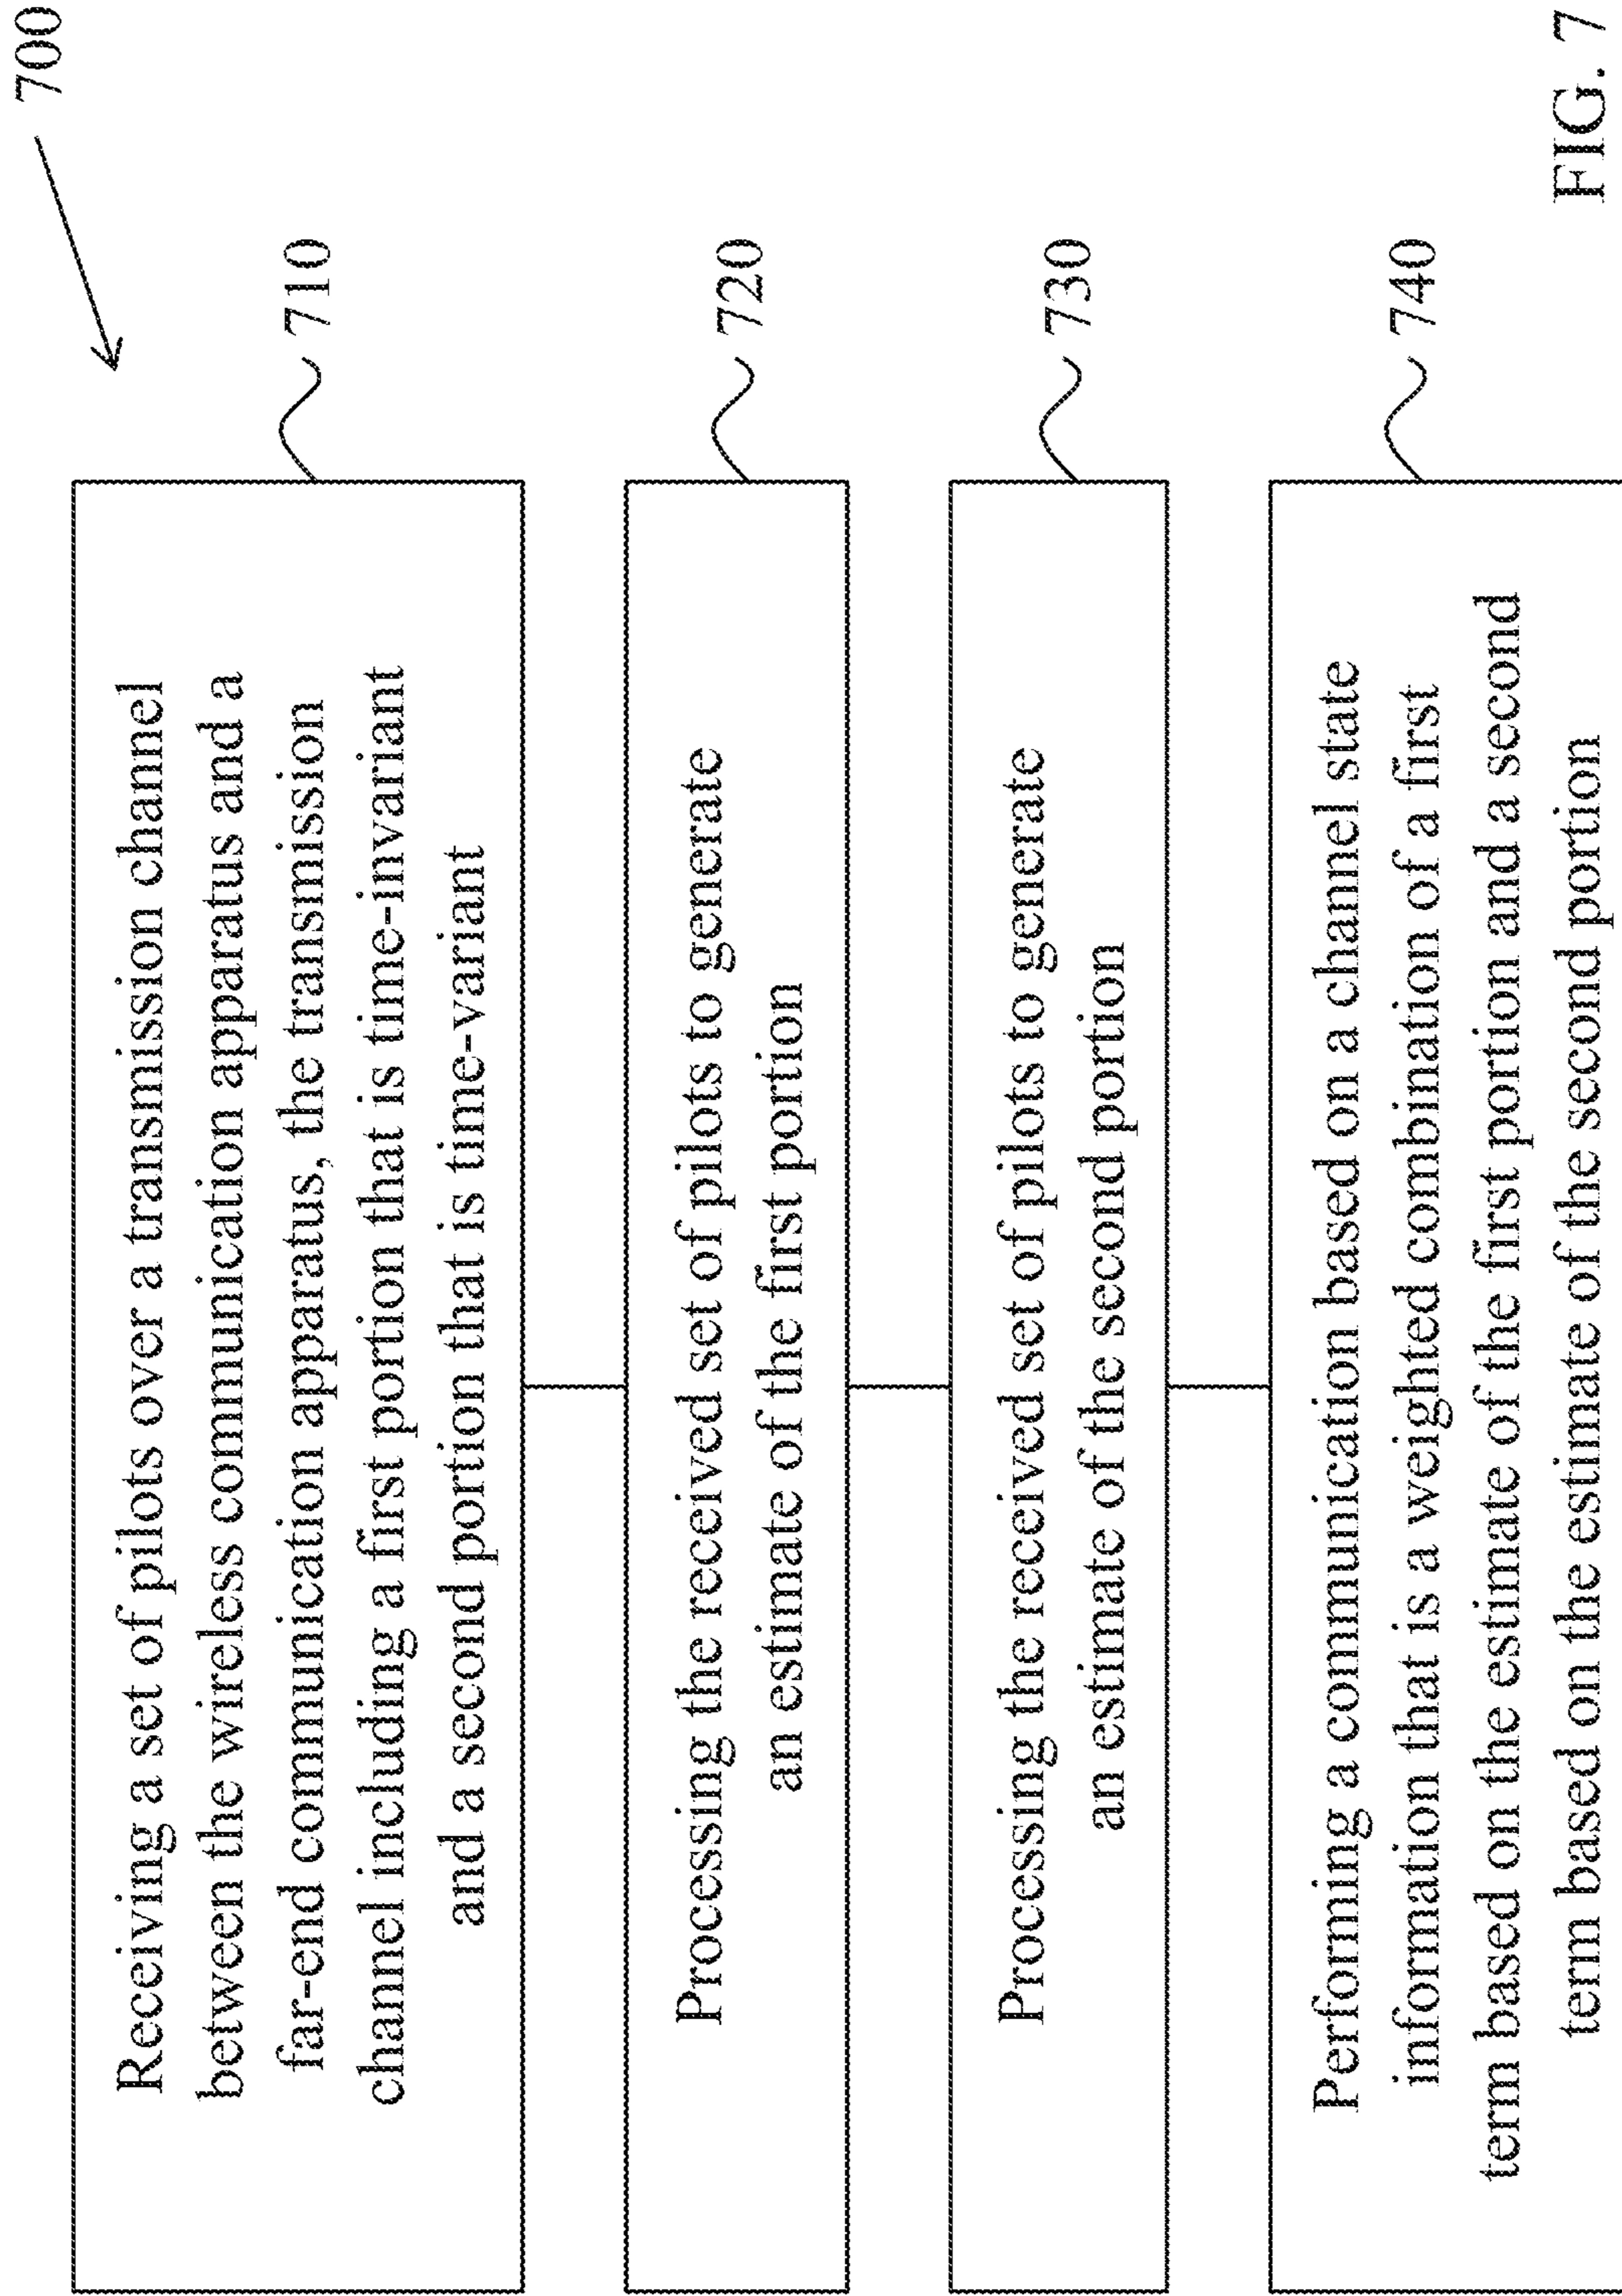 700
Receiving a set of pilots over a transmission channel
between the wireless communication apparatus and a
far-end communication apparatus, the transmission
channel including a first portion that is time-invariant
and a second portion that is time-variant
710
Processing the received set of pilots to generate
an estimate of the first portion
720
Processing the received set of pilots to generate
an estimate of the second portion
730
Performing a communication based on a channel state
information that is a weighted combination of a first
term based on the estimate of the first portion and a second
term based on the estimate of the second portion
740
FIG. 7